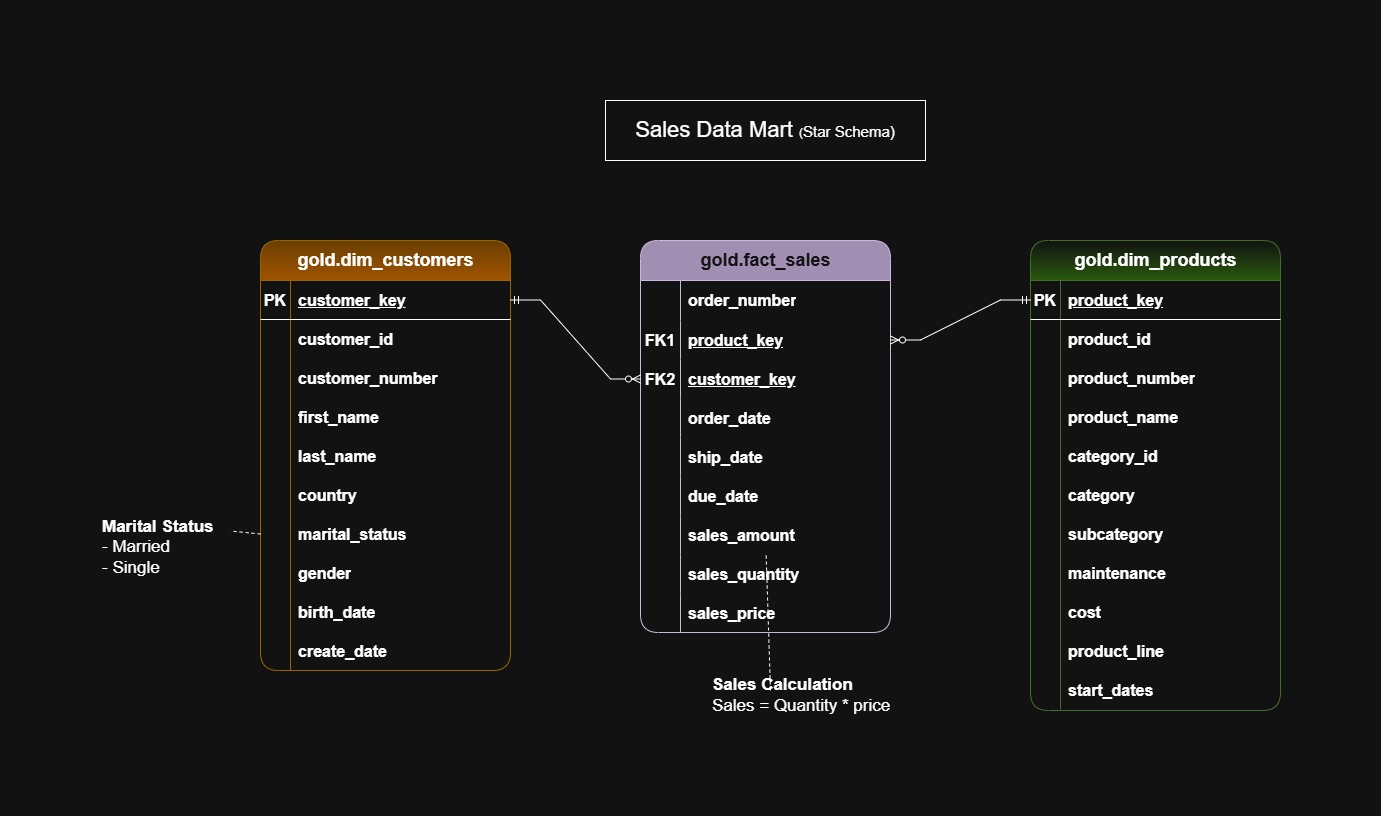 Sales Data Mart (Star Schema)
gold.dim_customers
PK customer_key
customer_id
customer_number
first_name
last_name
country
marital_status
gender
birth_date
create_date
Marital Status
- Married
- Single
gold.fact_sales
order_number
FK1 product_key
FK2 customer_key
order_date
ship_date
due_date
sales_amount
sales_quantity
sales_price
Sales Calculation
Sales = Quantity * price
gold.dim_products
PK product_key
product_id
product_number
product_name
category_id
category
subcategory
maintenance
cost
product_line
start_dates